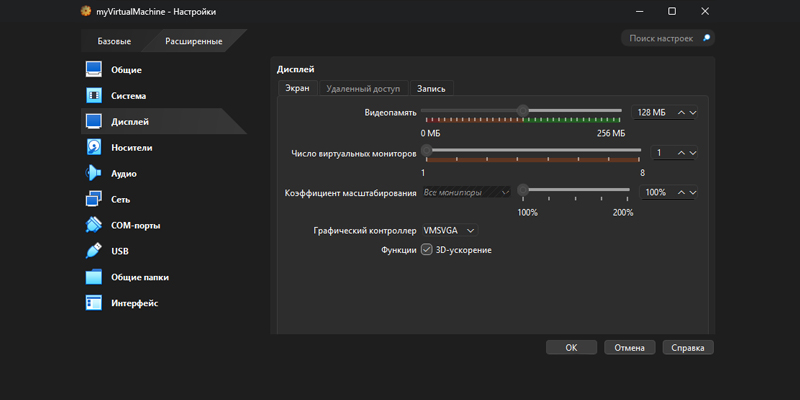 myVirtualMachine - Настройки
Базовые Расширенные
Поиск настроек
Общие
Система
Дисплей
Носители
Аудио
Сеть
COM-порты
USB
Общие папки
Интерфейс
Дисплей
Экран Удаленный доступ Запись
Видеопамять 128 МБ
0 МБ 256 МБ
Число виртуальных мониторов 1
1 8
Коэффициент масштабирования Все мониторы 100%
100% 200%
Графический контроллер VMSVGA
Функции 3D-ускорение
OK Отмена Справка